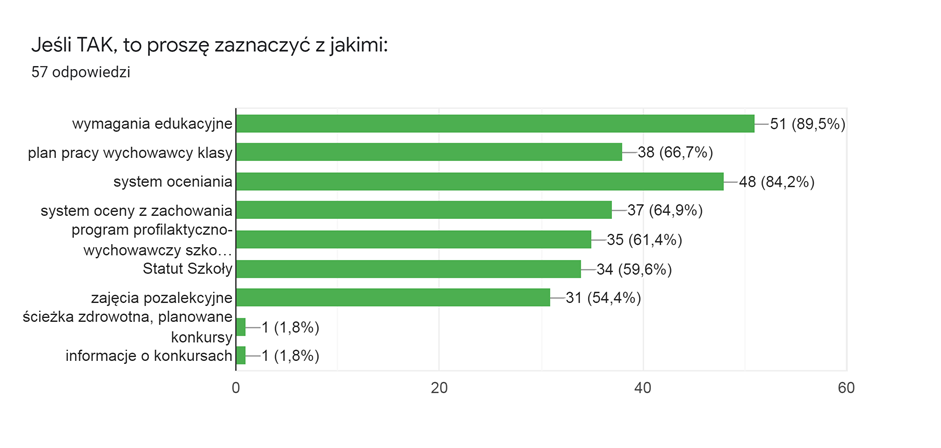 Jeśli TAK, to proszę zaznaczyć z jakimi:
57 odpowiedzi
wymagania edukacyjne 51 (89,5%)
plan pracy wychowawcy klasy 38 (66,7%)
system oceniania 48 (84,2%)
system oceny z zachowania 37 (64,9%)
program profilaktyczno-
wychowawczy szko… 35 (61,4%)
Statut Szkoły 34 (59,6%)
zajęcia pozalekcyjne 31 (54,4%)
ścieżka zdrowotna, planowane
konkursy 1 (1,8%)
informacje o konkursach 1 (1,8%)
0 20 40 60